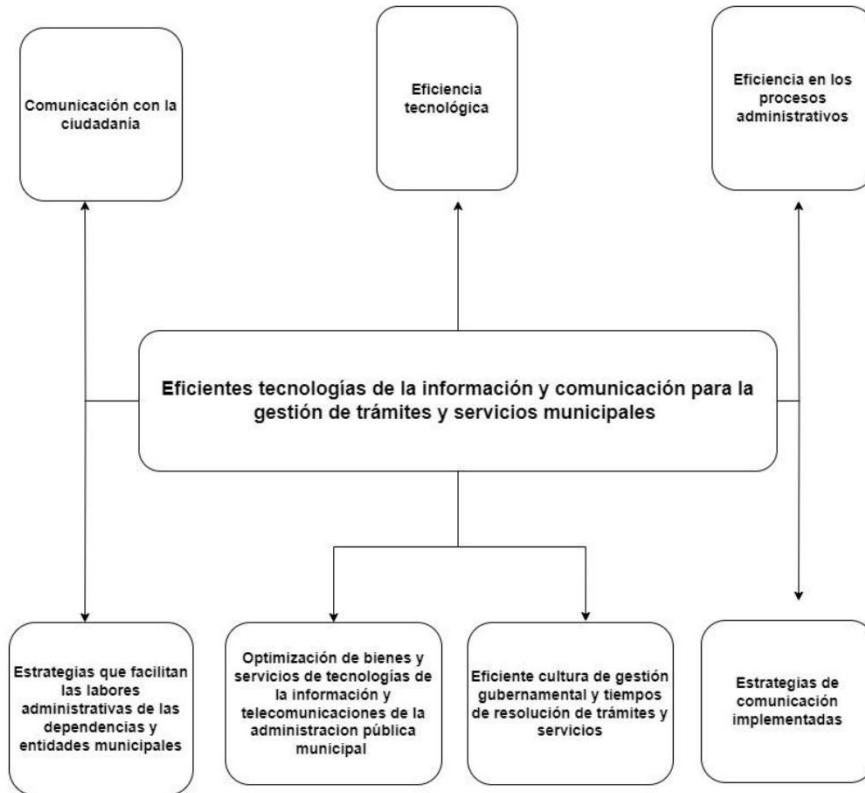 Comunicación con la
ciudadanía
Eficiencia
tecnológica
Eficiencia en los
procesos
administrativos
Eficientes tecnologías de la información y comunicación para la
gestión de trámites y servicios municipales
Estrategias que facilitan
las labores
administrativas de las
dependencias y
entidades municipales
Optimización de bienes y
servicios de tecnologías de
la información y
telecomunicaciones de la
administracion pública
municipal
Eficiente cultura de gestión
gubernamental y tiempos
de resolución de trámites y
servicios
Estrategias de
comunicación
implementadas